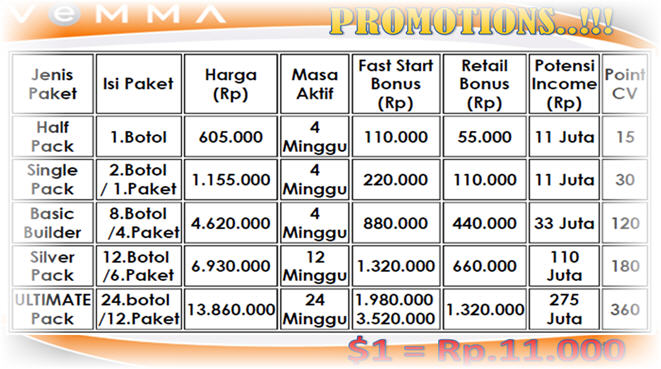 VeMMA
PROMOTIONS..!!!
Jenis Paket | Isi Paket | Harga (Rp) | Masa Aktif | Fast Start Bonus (Rp) | Retail Bonus (Rp) | Potensi Income (Rp) | Point CV
Half Pack | 1.Botol | 605.000 | 4 Minggu | 110.000 | 55.000 | 11 Juta | 15
Single Pack | 2.Botol / 1.Paket | 1.155.000 | 4 Minggu | 220.000 | 110.000 | 11 Juta | 30
Basic Builder | 8.Botol /4.Paket | 4.620.000 | 4 Minggu | 880.000 | 440.000 | 33 Juta | 120
Silver Pack | 12.Botol /6.Paket | 6.930.000 | 12 Minggu | 1.320.000 | 660.000 | 110 Juta | 180
ULTIMATE Pack | 24.botol /12.Paket | 13.860.000 | 24 Minggu | 1.980.000 3.520.000 | 1.320.000 | 275 Juta | 360
$1 = Rp.11.000